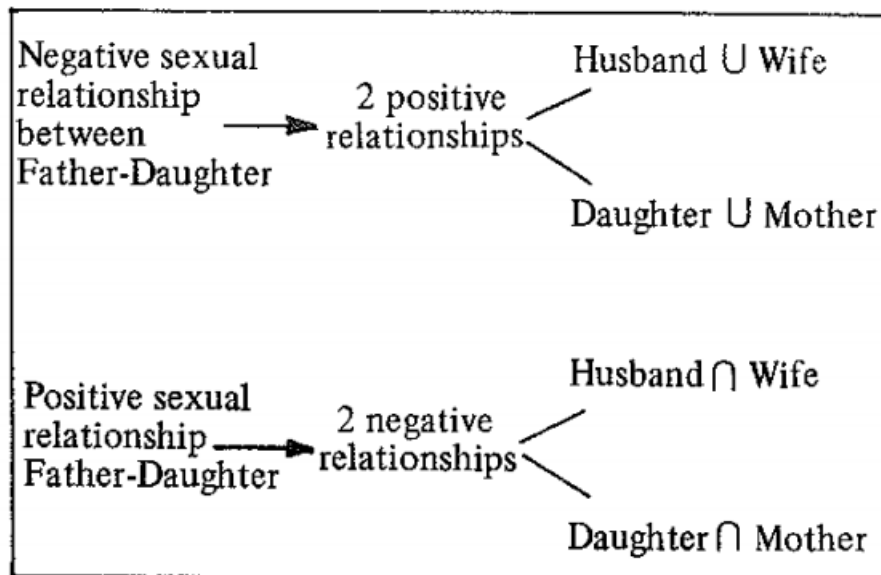 Negative sexual
relationship
between
Father-Daughter
2 positive
relationships
Husband ∪ Wife
Daughter ∪ Mother
Positive sexual
relationship
Father-Daughter
2 negative
relationships
Husband ∩ Wife
Daughter ∩ Mother